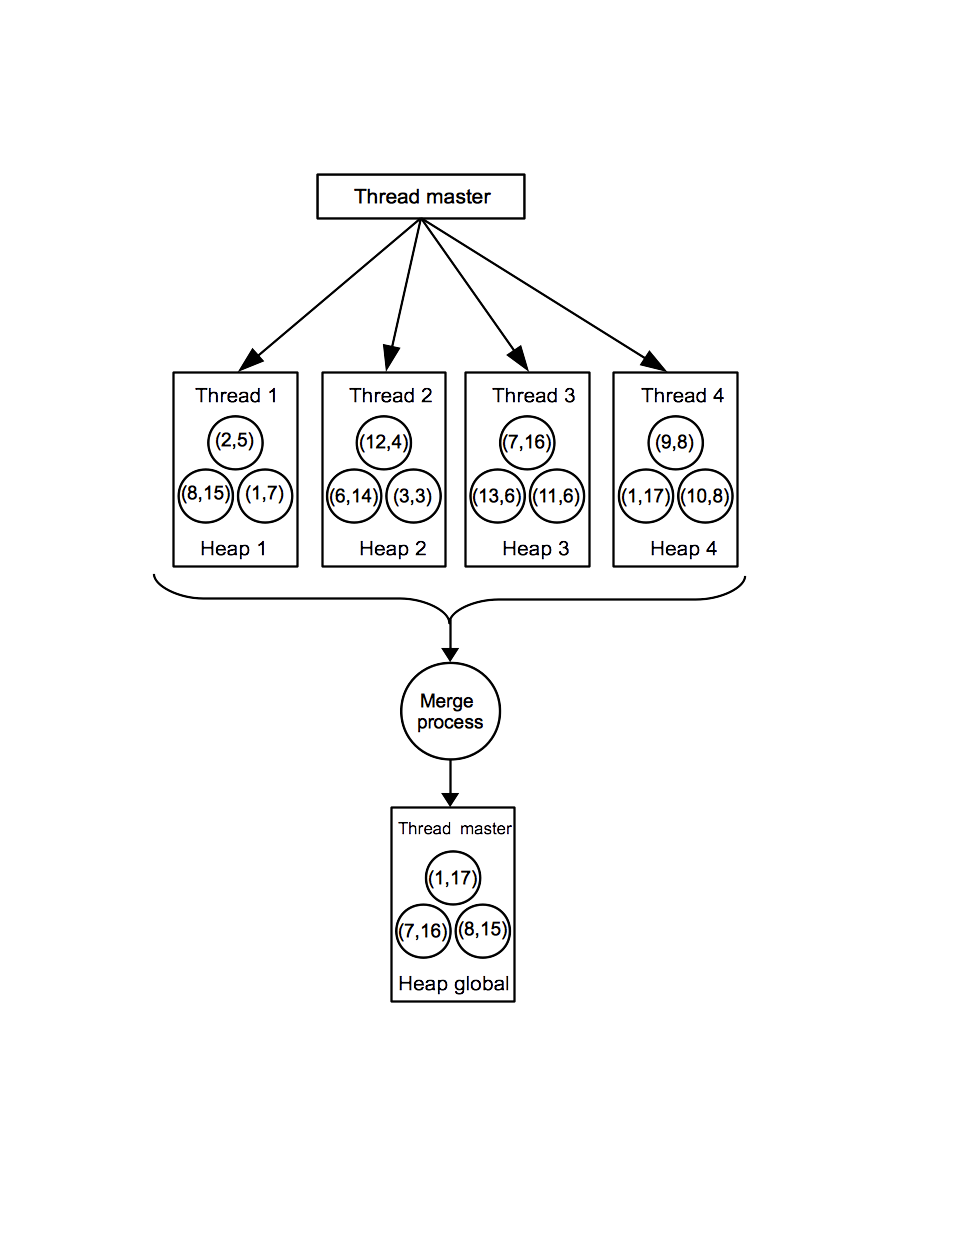 Thread master
Thread 1 Thread 2 Thread 3 Thread 4
(2,5) (12,4) (7,16) (9,8)
(8,15) (1,7) (6,14) (3,3) (13,6) (11,6) (1,17) (10,8)
Heap 1 Heap 2 Heap 3 Heap 4
Merge
process
Thread master
(1,17)
(7,16) (8,15)
Heap global